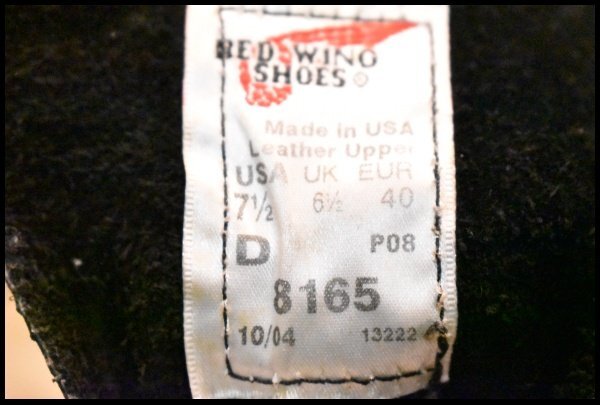 RED WING
SHOES®
Made in USA
Leather Upper
USA UK EUR
7½ 6½ 40
D P08
8165
10/04 13222